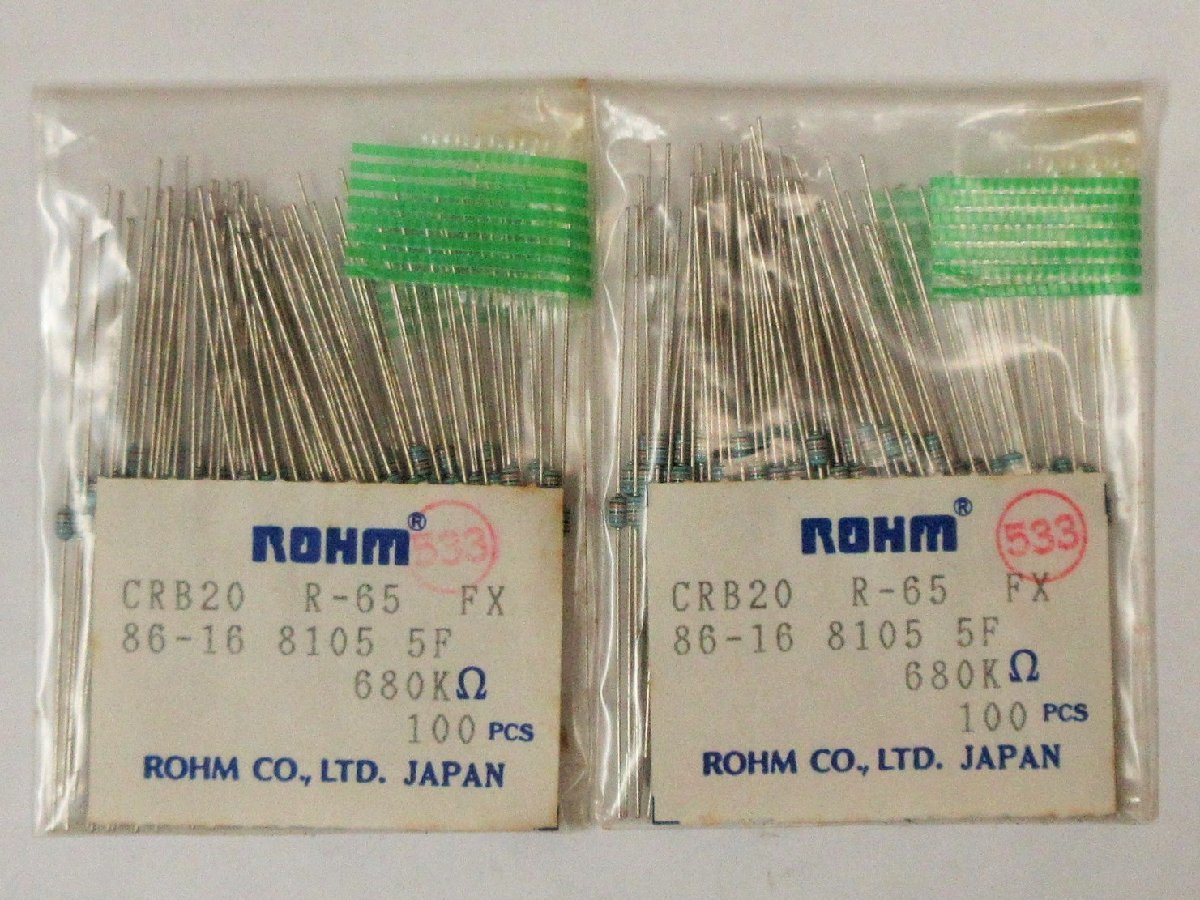 ROHM®
533
CRB20 R-65 FX
86-16 8105 5F
680KΩ
100 PCS
ROHM CO., LTD. JAPAN
ROHM®
533
CRB20 R-65 FX
86-16 8105 5F
680KΩ
100 PCS
ROHM CO., LTD. JAPAN